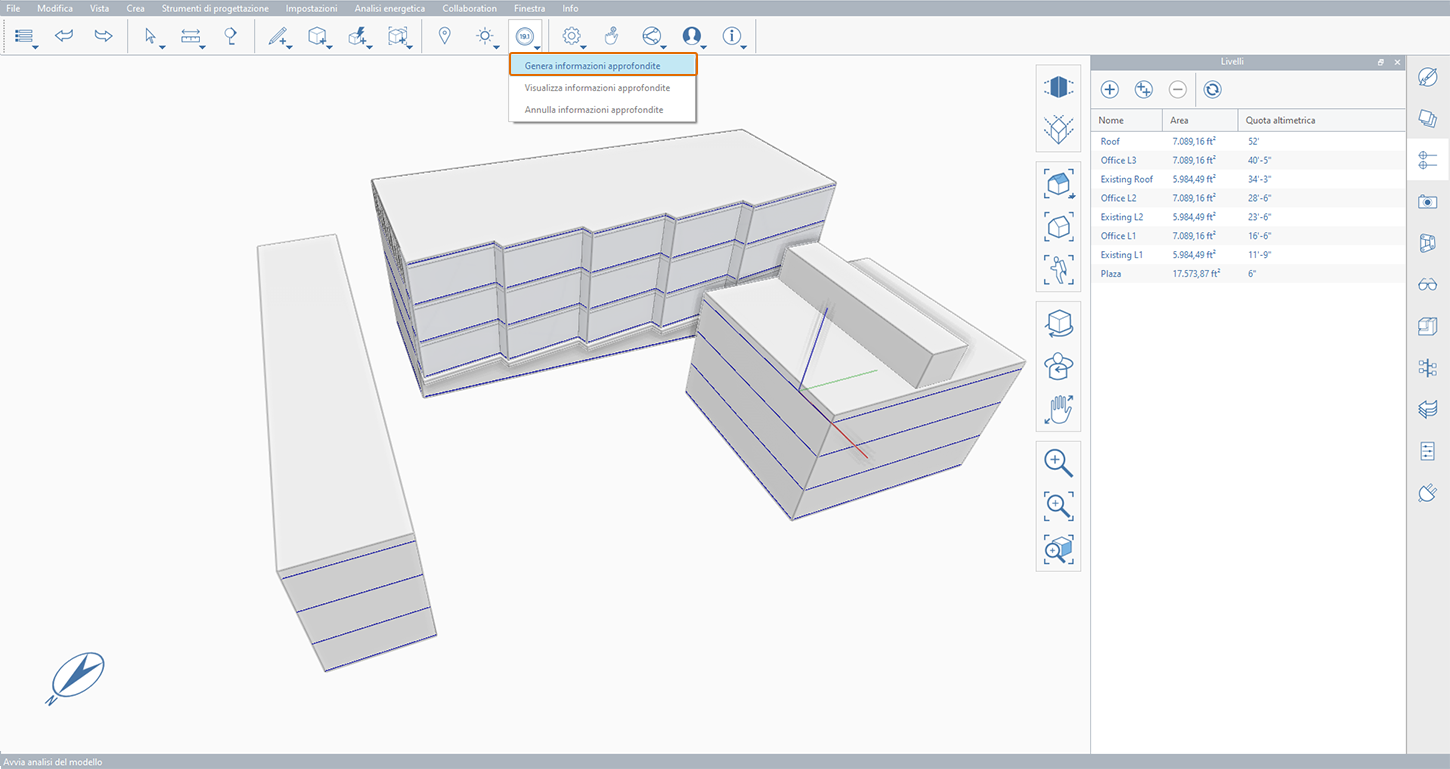 File Modifica Vista Crea Strumenti di progettazione Impostazioni Analisi energetica Collaboration Finestra Info
19.1
Genera informazioni approfondite
Visualizza informazioni approfondite
Annulla informazioni approfondite
Livelli
Nome Area Quota altimetrica
Roof 7.089,16 ft² 52'
Office L3 7.089,16 ft² 40'-5"
Existing Roof 5.984,49 ft² 34'-3"
Office L2 7.089,16 ft² 28'-6"
Existing L2 5.984,49 ft² 23'-6"
Office L1 7.089,16 ft² 16'-6"
Existing L1 5.984,49 ft² 11'-9"
Plaza 17.573,87 ft² 6"
N
Avvia analisi del modello